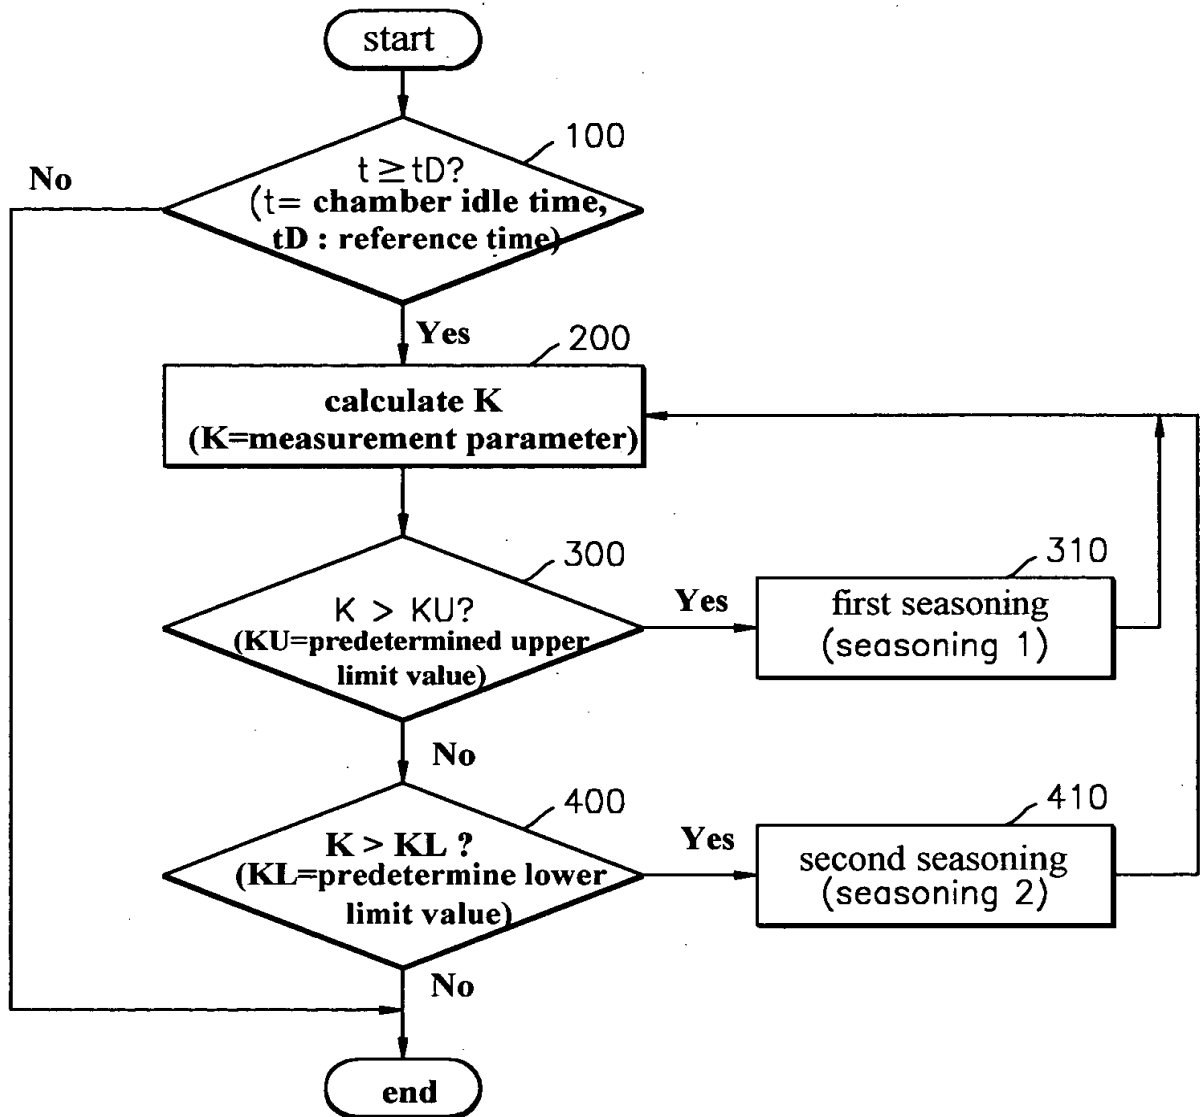 start
100
No
t ≥ tD?
(t= chamber idle time,
tD : reference time)
Yes
200
calculate K
(K=measurement parameter)
300
K > KU?
(KU=predetermined upper
limit value)
Yes
310
first seasoning
(seasoning 1)
No
400
K > KL ?
(KL=predetermine lower
limit value)
Yes
410
second seasoning
(seasoning 2)
No
end